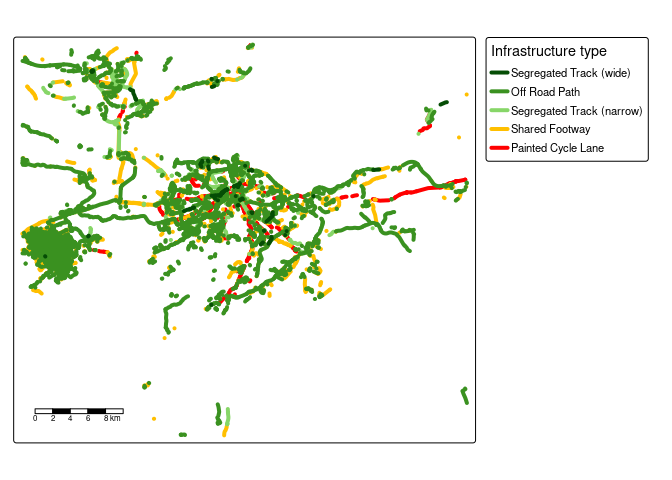 Infrastructure type
Segregated Track (wide)
Off Road Path
Segregated Track (narrow)
Shared Footway
Painted Cycle Lane
0 2 4 6 8 km